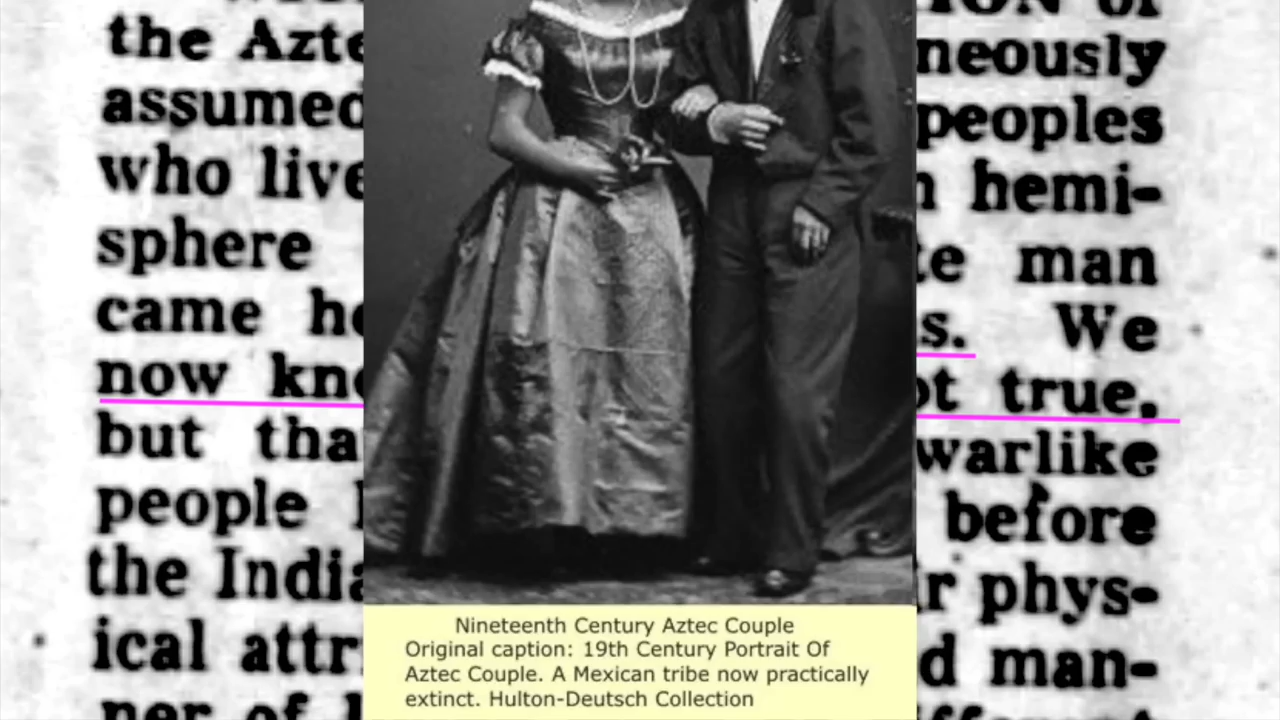 the Azte
neously
assumed
peoples
who live
hemi-
sphere
man
came
s. We
now
ot true,
but tha
warlike
people
before
the India
r phys-
ical attr
d man-
ner of
Nineteenth Century Aztec Couple
Original caption: 19th Century Portrait Of
Aztec Couple. A Mexican tribe now practically
extinct. Hulton-Deutsch Collection